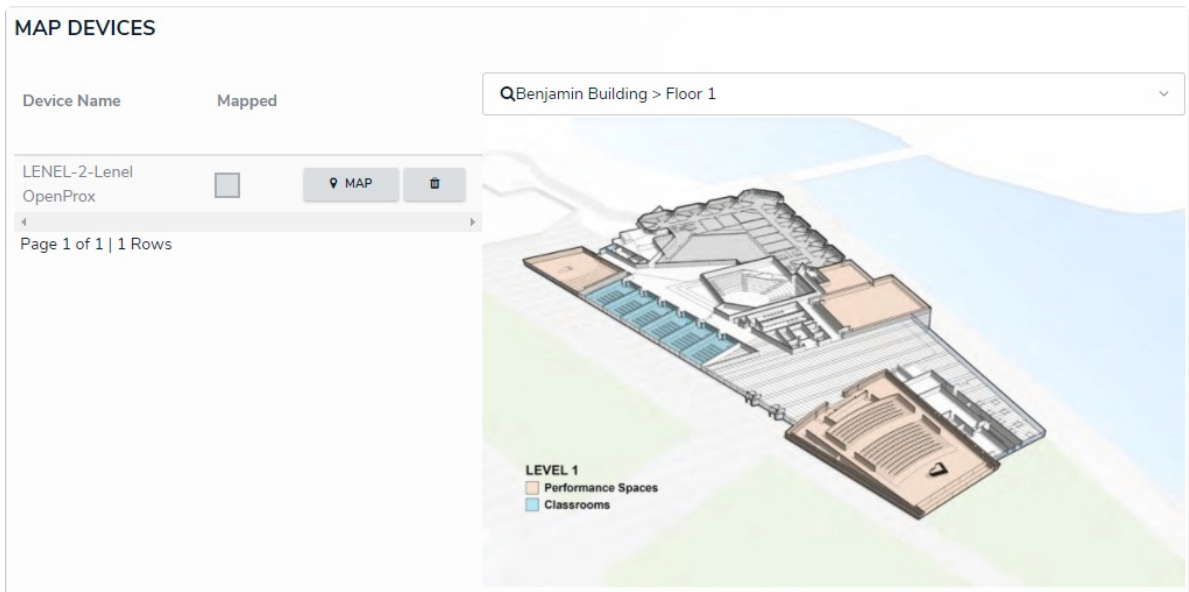 MAP DEVICES
Device Name Mapped
Benjamin Building > Floor 1
LENEL-2-Lenel
OpenProx
MAP
Page 1 of 1 | 1 Rows
LEVEL 1
Performance Spaces
Classrooms